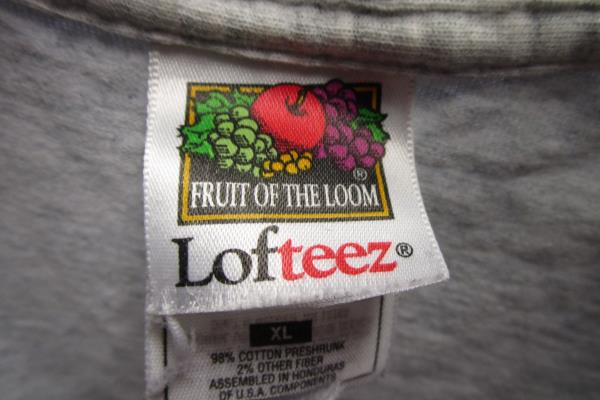 ®
FRUIT OF THE LOOM
Lofteez®
XL
98% COTTON PRESHRUNK
2% OTHER FIBER
ASSEMBLED IN HONDURAS
OF U.S.A. COMPONENTS